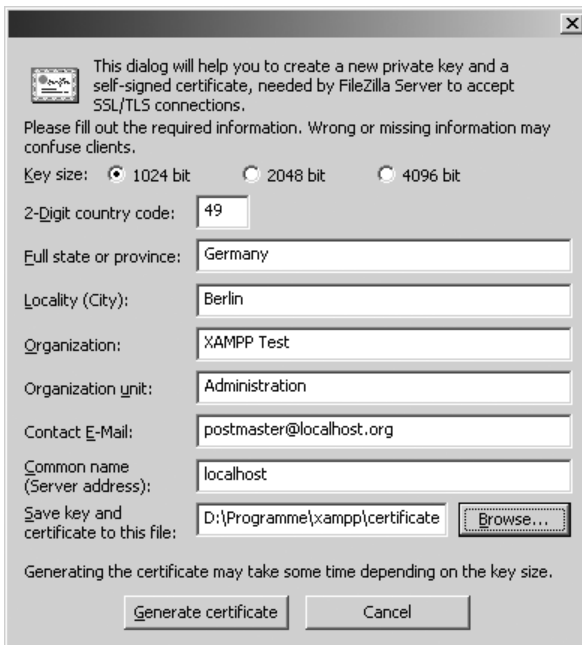 This dialog will help you to create a new private key and a
self-signed certificate, needed by FileZilla Server to accept
SSL/TLS connections.
Please fill out the required information. Wrong or missing information may
confuse clients.
Key size: 1024 bit 2048 bit 4096 bit
2-Digit country code: 49
Full state or province: Germany
Locality (City): Berlin
Organization: XAMPP Test
Organization unit: Administration
Contact E-Mail: postmaster@localhost.org
Common name
(Server address): localhost
Save key and
certificate to this file: D:\Programme\xampp\certificate Browse...
Generating the certificate may take some time depending on the key size.
Generate certificate Cancel